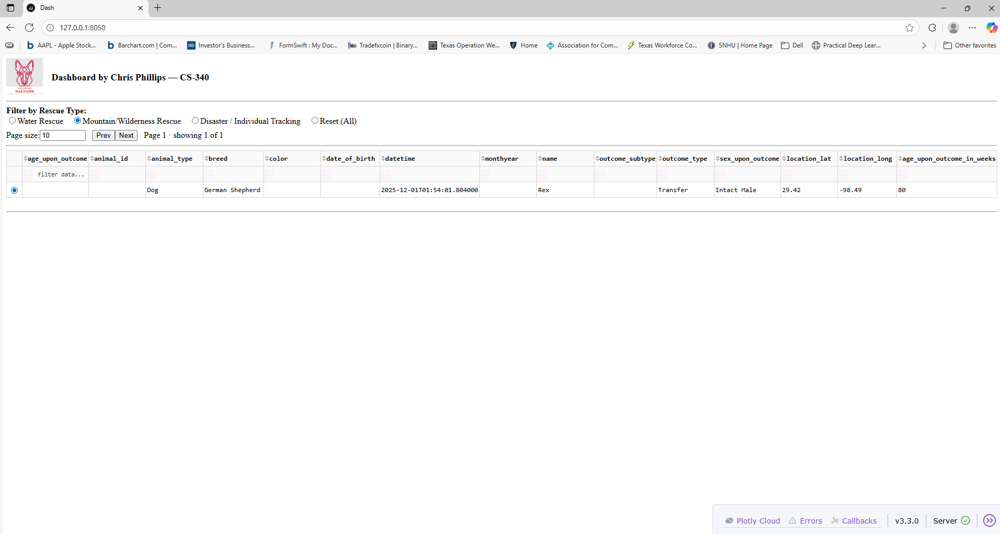 Dash
127.0.0.1:8050
AAPL - Apple Stock...
Barchart.com | Com...
IBD Investor's Business...
FormSwift : My Doc...
Tradefxcoin | Binary...
Texas Operation We...
Home
Association for Com...
Texas Workforce Co...
SNHU | Home Page
Dell
Practical Deep Lear...
Other favorites
SALVARE
Dashboard by Chris Phillips — CS-340
Filter by Rescue Type:
Water Rescue Mountain/Wilderness Rescue Disaster / Individual Tracking Reset (All)
Page size: 10 Prev Next Page 1 · showing 1 of 1
age_upon_outcome animal_id animal_type breed color date_of_birth datetime monthyear name outcome_subtype outcome_type sex_upon_outcome location_lat location_long age_upon_outcome_in_weeks
filter data...
Dog German Shepherd 2025-12-01T01:54:01.804000 Rex Transfer Intact Male 29.42 -98.49 80
Plotly Cloud Errors Callbacks v3.3.0 Server